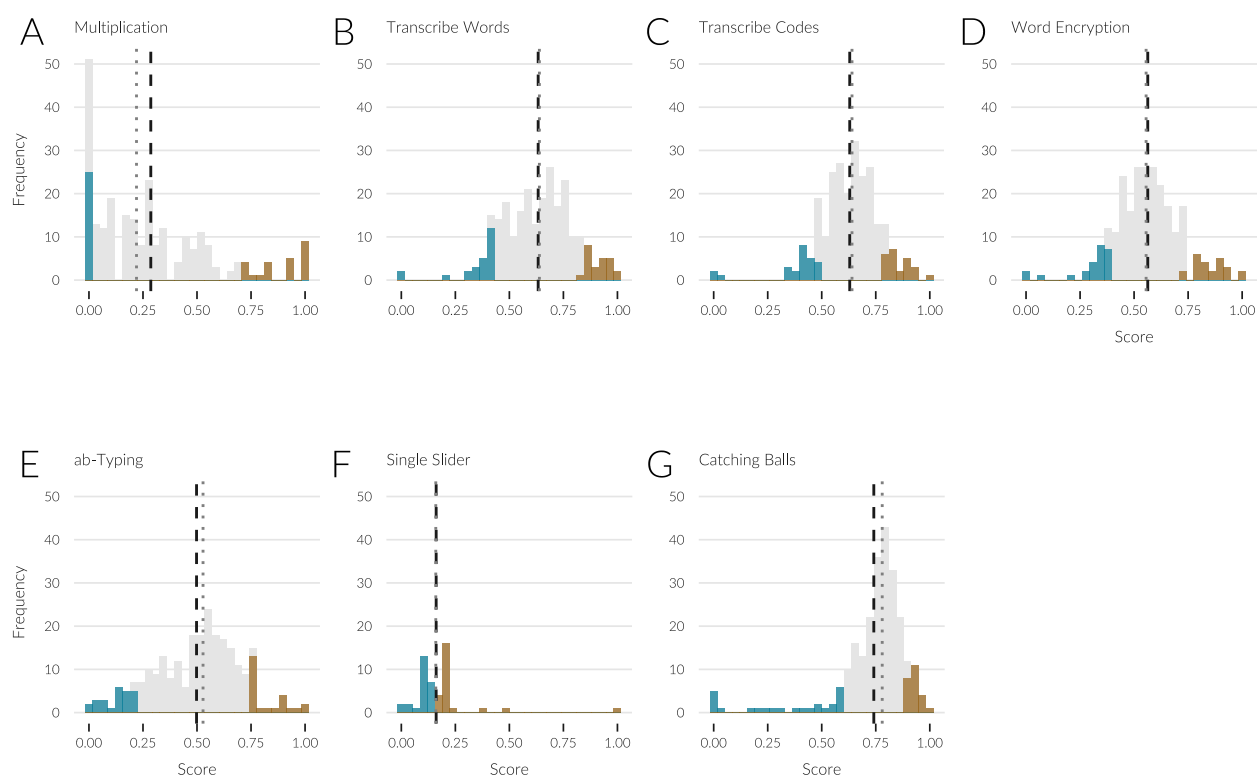 A Multiplication
B Transcribe Words
C Transcribe Codes
D Word Encryption
Frequency
50
40
30
20
10
0
0.00 0.25 0.50 0.75 1.00
50
40
30
20
10
0
0.00 0.25 0.50 0.75 1.00
50
40
30
20
10
0
0.00 0.25 0.50 0.75 1.00
50
40
30
20
10
0
0.00 0.25 0.50 0.75 1.00
Score
E ab-Typing
F Single Slider
G Catching Balls
Frequency
50
40
30
20
10
0
0.00 0.25 0.50 0.75 1.00
Score
50
40
30
20
10
0
0.00 0.25 0.50 0.75 1.00
Score
50
40
30
20
10
0
0.00 0.25 0.50 0.75 1.00
Score